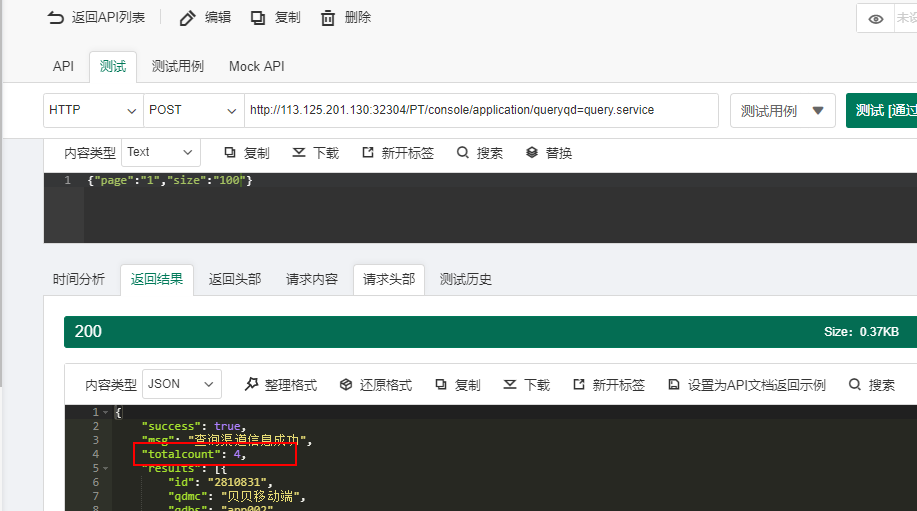 返回API列表 编辑 复制 删除
API 测试 测试用例 Mock API
HTTP POST http://113.125.201.130:32304/PT/console/application/queryqd=query.service 测试用例 测试 [通过
内容类型 Text 复制 下载 新开标签 搜索 替换
1 {"page":"1","size":"100"}
时间分析 返回结果 返回头部 请求内容 请求头部 测试历史
200 Size: 0.37KB
内容类型 JSON 整理格式 还原格式 复制 下载 新开标签 设置为API文档返回示例 搜索
1 {
2 "success": true,
3 "msg": "查询渠道信息成功",
4 "totalcount": 4,
5 "results": [{
6 "id": "2810831",
7 "qdmc": "贝贝移动端",
8 "qdbs": "app002"